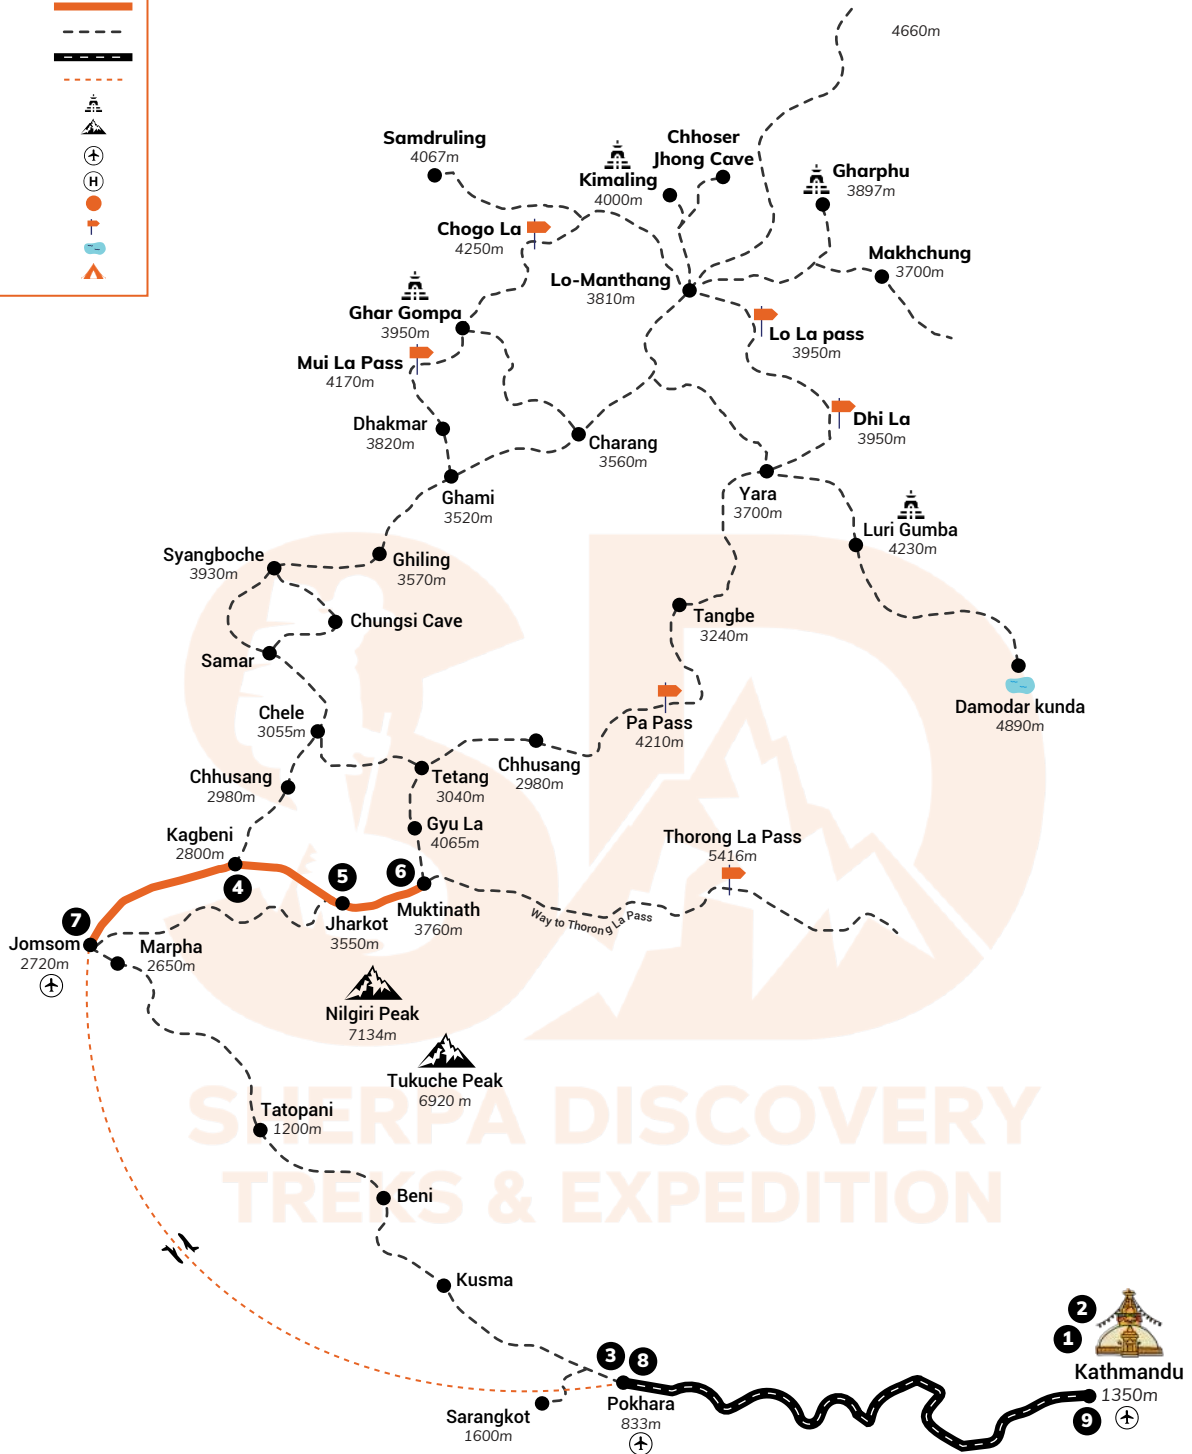 4660m
Samdruling
4067m
Chhoser
Jhong Cave
Kimaling
4000m
Gharphu
3897m
Chogo La
4250m
Makhchung
3700m
Lo-Manthang
3810m
Ghar Gompa
3950m
Lo La pass
3950m
Mui La Pass
4170m
Dhakmar
3820m
Dhi La
3950m
Charang
3560m
Ghami
3520m
Yara
3700m
Luri Gumba
4230m
Syangboche
3930m
Ghiling
3570m
Chungsi Cave
Tangbe
3240m
Samar
Damodar kunda
4890m
Chele
3055m
Pa Pass
4210m
Chhusang
2980m
Chhusang
2980m
Tetang
3040m
Gyu La
4065m
Kagbeni
2800m
Thorong La Pass
5416m
4
5
6
7
Muktinath
3760m
Way to Thorong La Pass
Jharkot
3550m
Jomsom
2720m
Marpha
2650m
Nilgiri Peak
7134m
Tukuche Peak
6920 m
SHERPA DISCOVERY
TREKS & EXPEDITION
Tatopani
1200m
Beni
Kusma
2
1
3
8
Kathmandu
1350m
9
Pokhara
833m
Sarangkot
1600m
H
SD